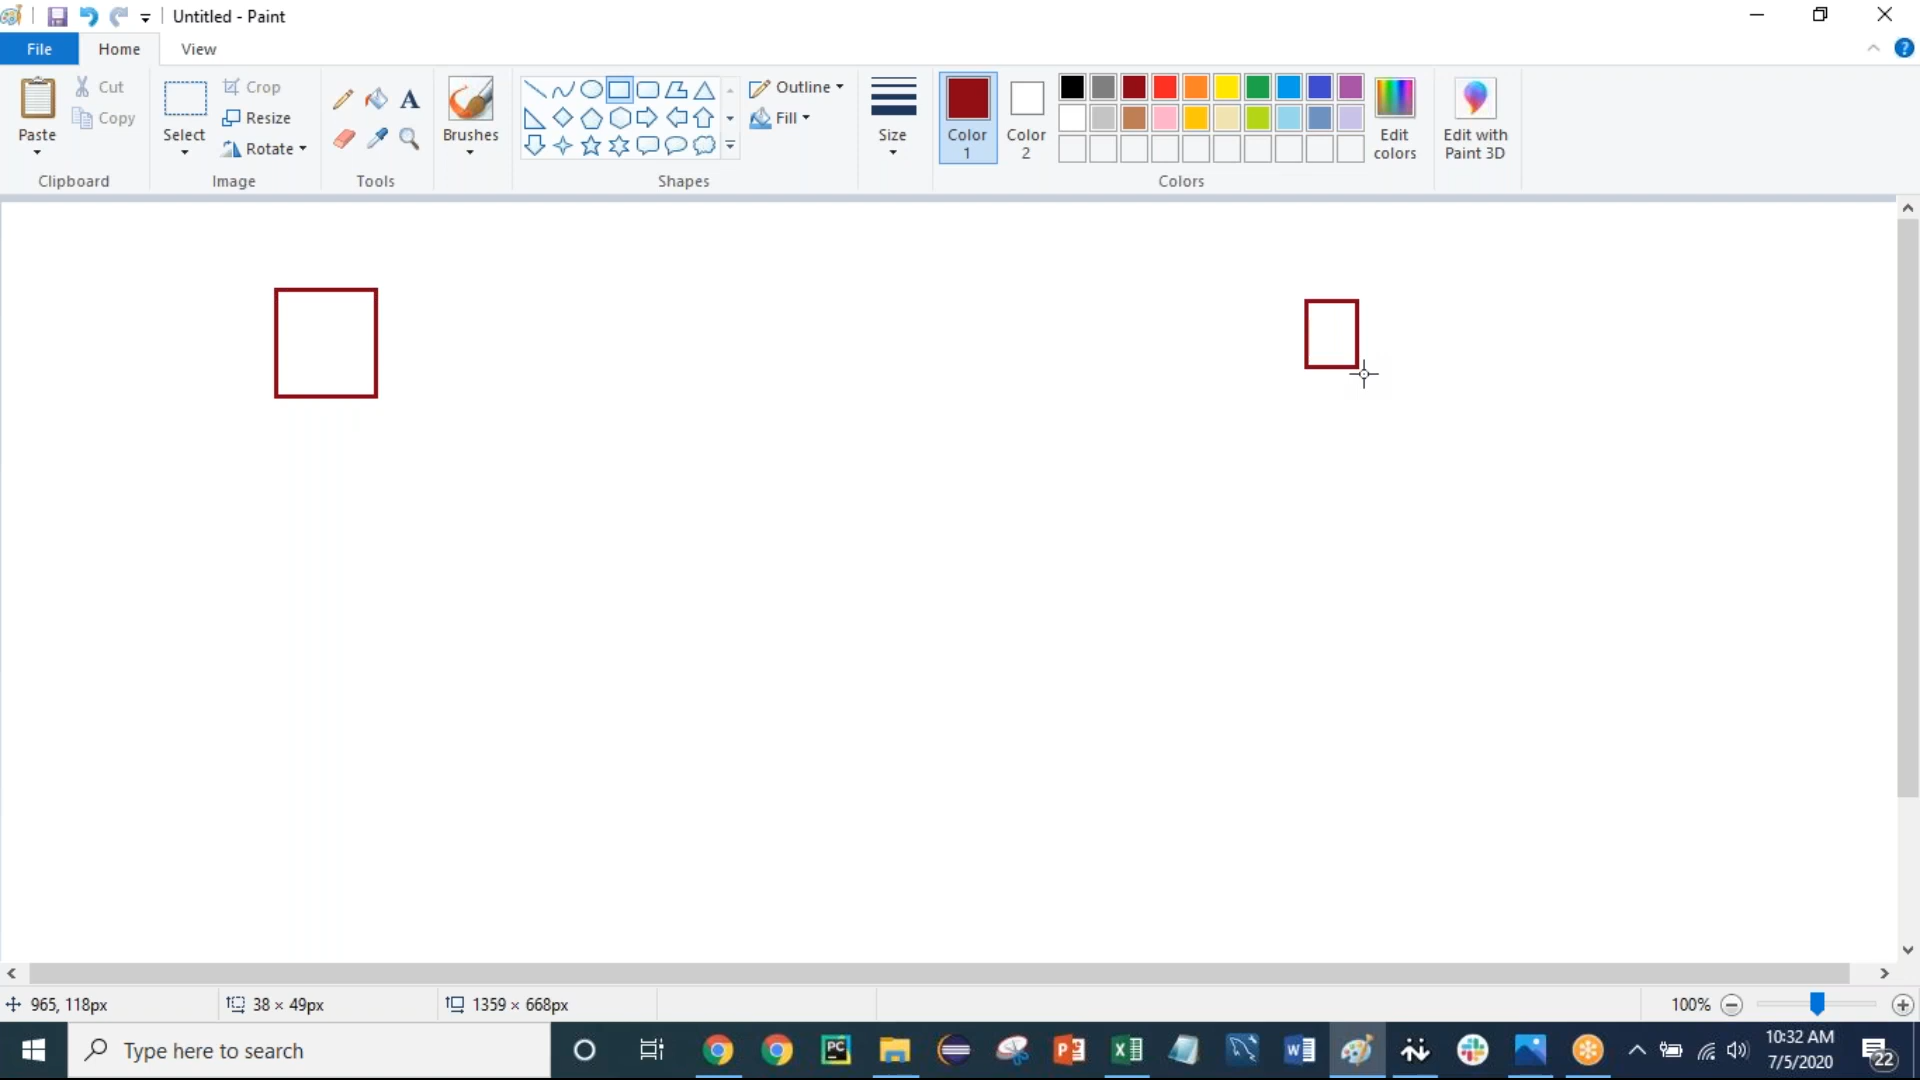 Untitled - Paint
File Home View
Paste
Cut
Copy
Clipboard
Select
Crop
Resize
Rotate
Image
A
Tools
Brushes
Outline
Fill
Shapes
Size
Color
1
Color
2
Edit
colors
Colors
Edit with
Paint 3D
965, 118px 38 × 49px 1359 × 668px 100%
Type here to search
PC
P
X
W
10:32 AM
7/5/2020
22